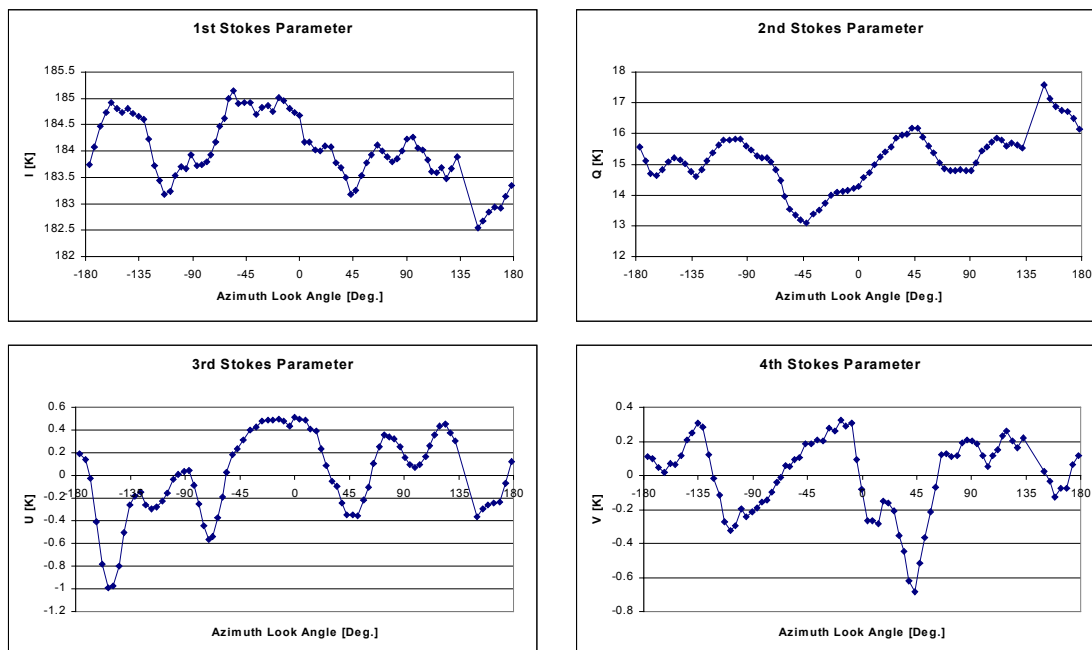 1st Stokes Parameter
I [K]
185.5
185
184.5
184
183.5
183
182.5
182
-180 -135 -90 -45 0 45 90 135 180
Azimuth Look Angle [Deg.]
2nd Stokes Parameter
Q [K]
18
17
16
15
14
13
12
-180 -135 -90 -45 0 45 90 135 180
Azimuth Look Angle [Deg.]
3rd Stokes Parameter
U [K]
0.6
0.4
0.2
0
-0.2
-0.4
-0.6
-0.8
-1
-1.2
-180 -135 -90 -45 0 45 90 135 180
Azimuth Look Angle [Deg.]
4th Stokes Parameter
V [K]
0.4
0.2
0
-0.2
-0.4
-0.6
-0.8
-180 -135 -90 -45 0 45 90 135 180
Azimuth Look Angle [Deg.]